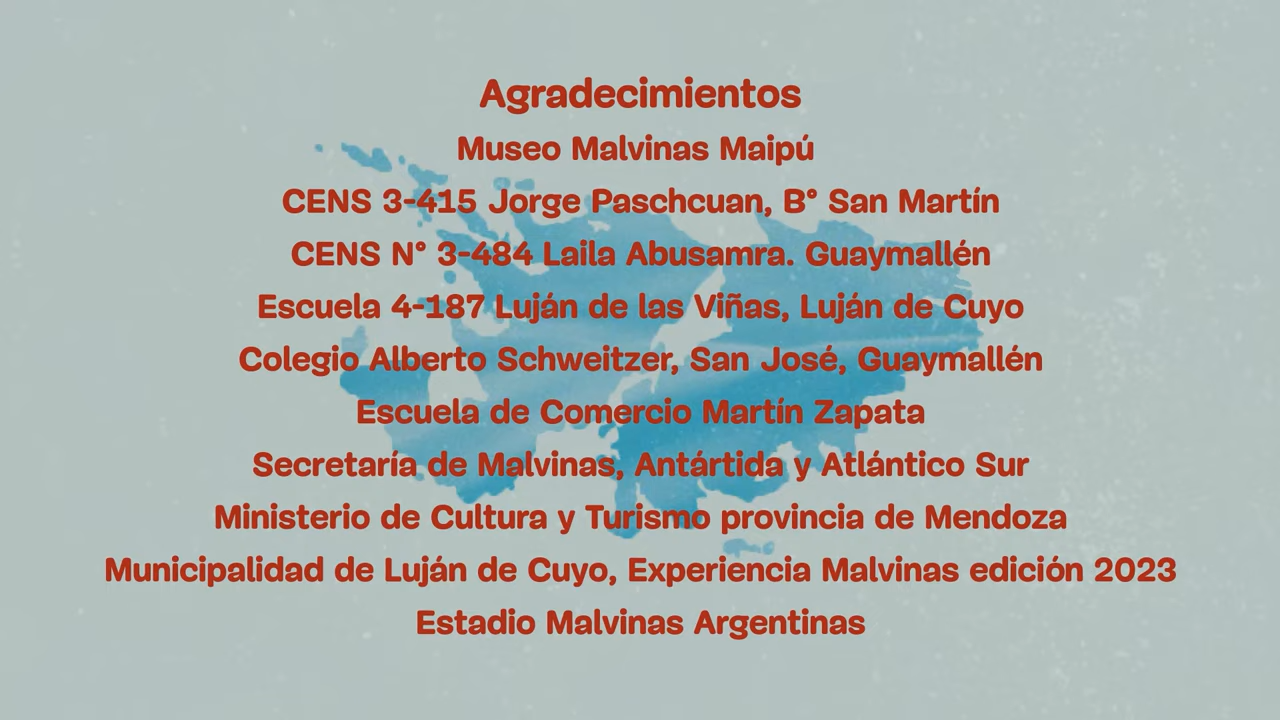 Agradecimientos
Museo Malvinas Maipú
CENS 3-415 Jorge Paschcuan, B° San Martín
CENS N° 3-484 Laila Abusamra. Guaymallén
Escuela 4-187 Luján de las Viñas, Luján de Cuyo
Colegio Alberto Schweitzer, San José, Guaymallén
Escuela de Comercio Martín Zapata
Secretaría de Malvinas, Antártida y Atlántico Sur
Ministerio de Cultura y Turismo provincia de Mendoza
Municipalidad de Luján de Cuyo, Experiencia Malvinas edición 2023
Estadio Malvinas Argentinas